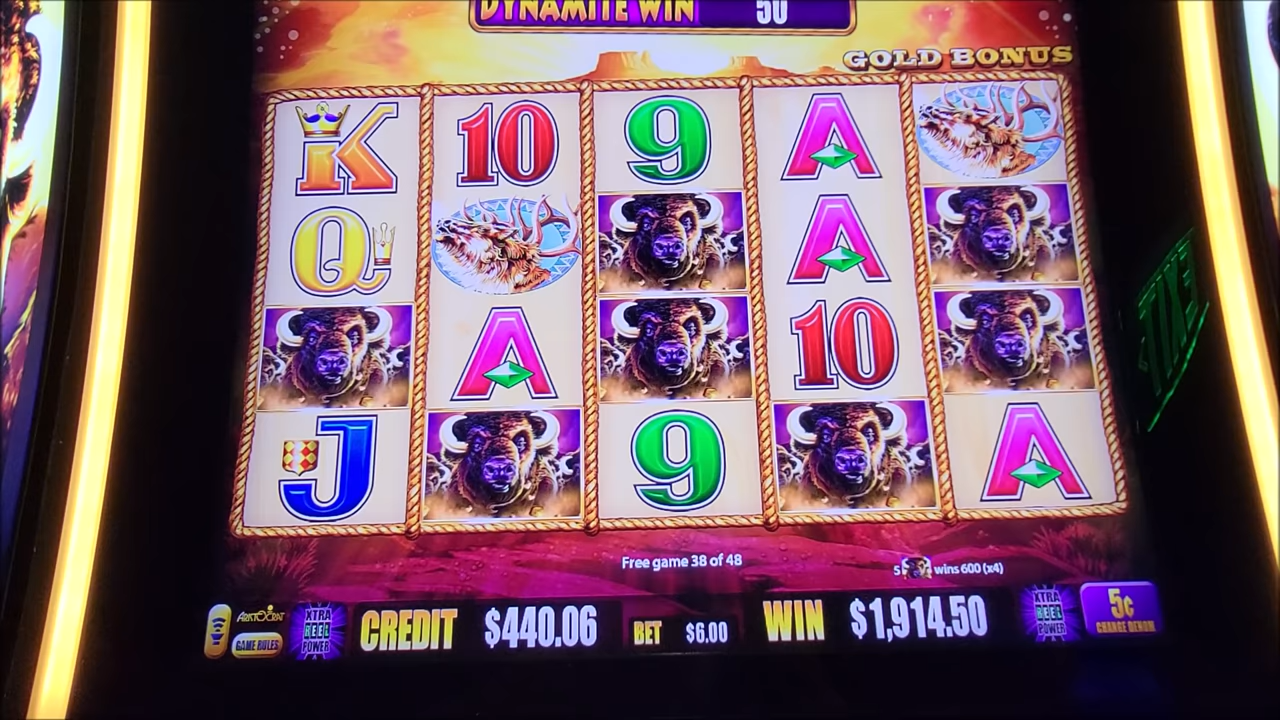 DYNAMITE WIN 50
GOLD BONUS
K 10 9 A
Q A
A 10
J 9 A
Free game 38 of 48
5 wins 600 (x4)
ARISTOCRAT
GAME RULES
XTRA REEL POWER
CREDIT $440.06
BET $6.00
WIN $1,914.50
XTRA REEL POWER
5¢
CHANGE DENOM
EXIT